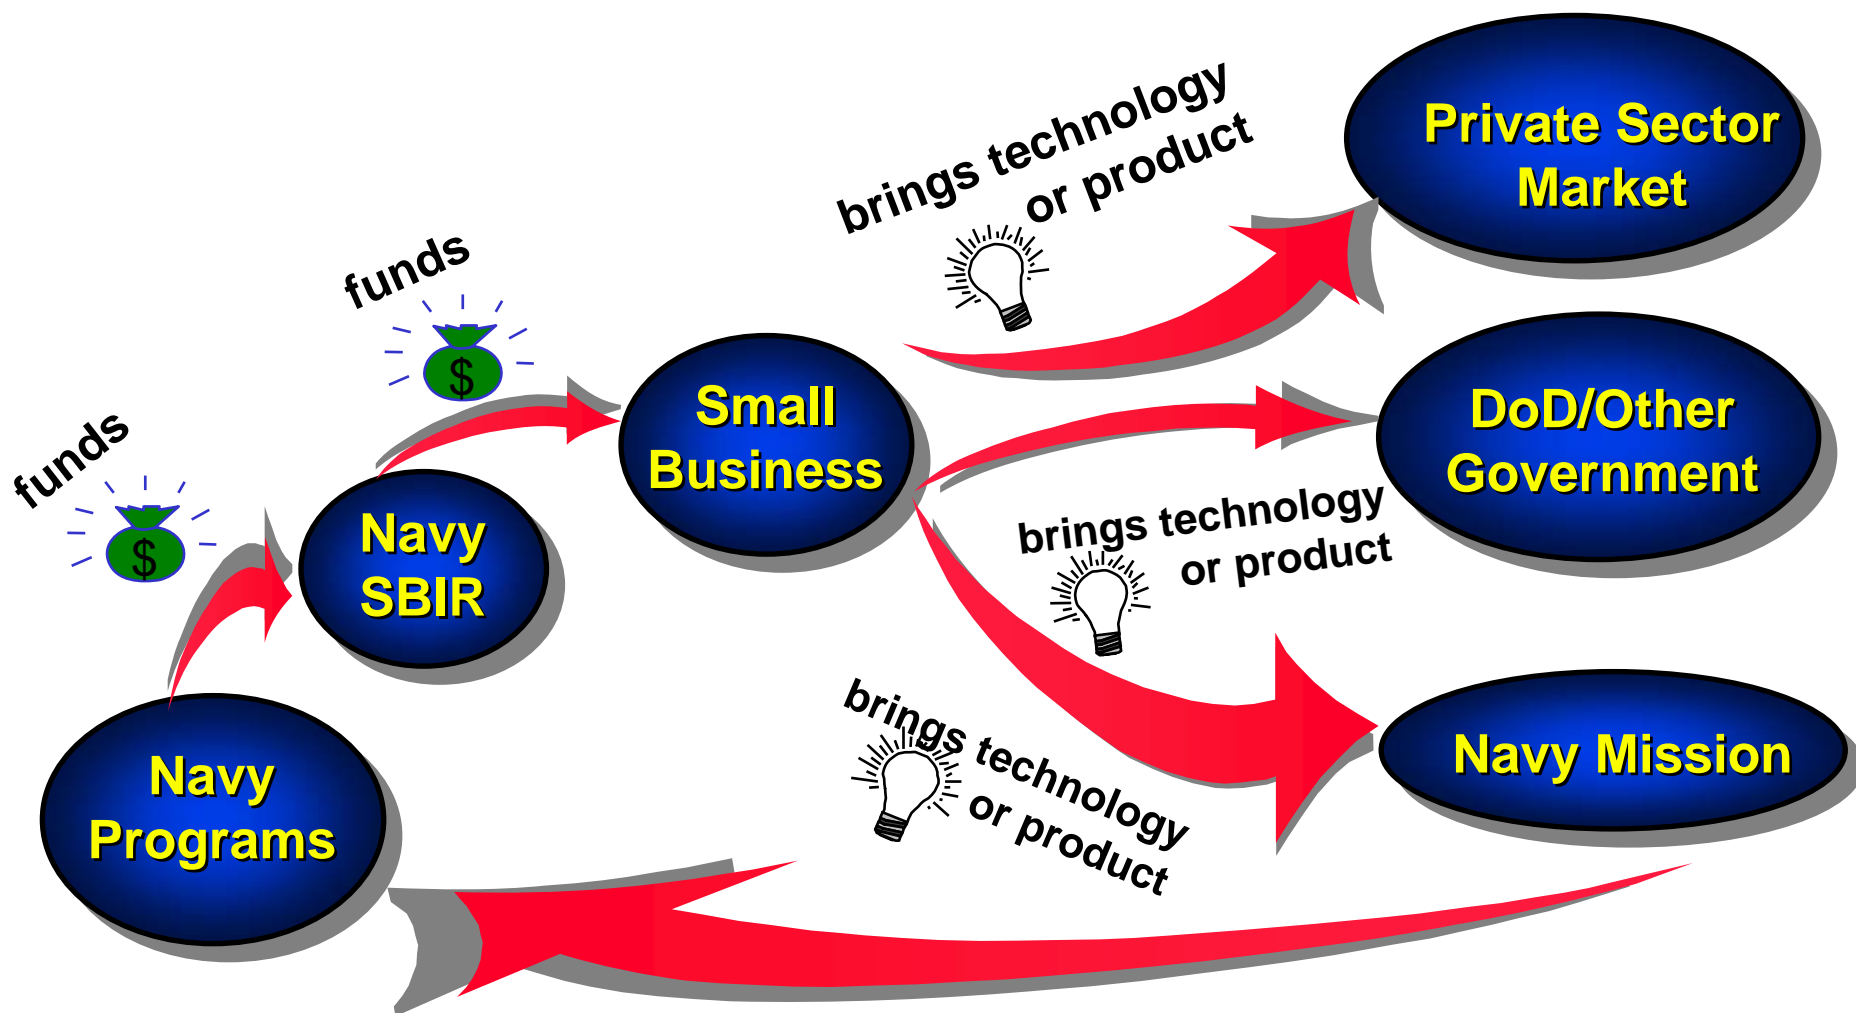 funds
$
Navy
Programs
funds
$
Navy
SBIR
Small
Business
brings technology
or product
Private Sector
Market
brings technology
or product
DoD/Other
Government
brings technology
or product
Navy Mission